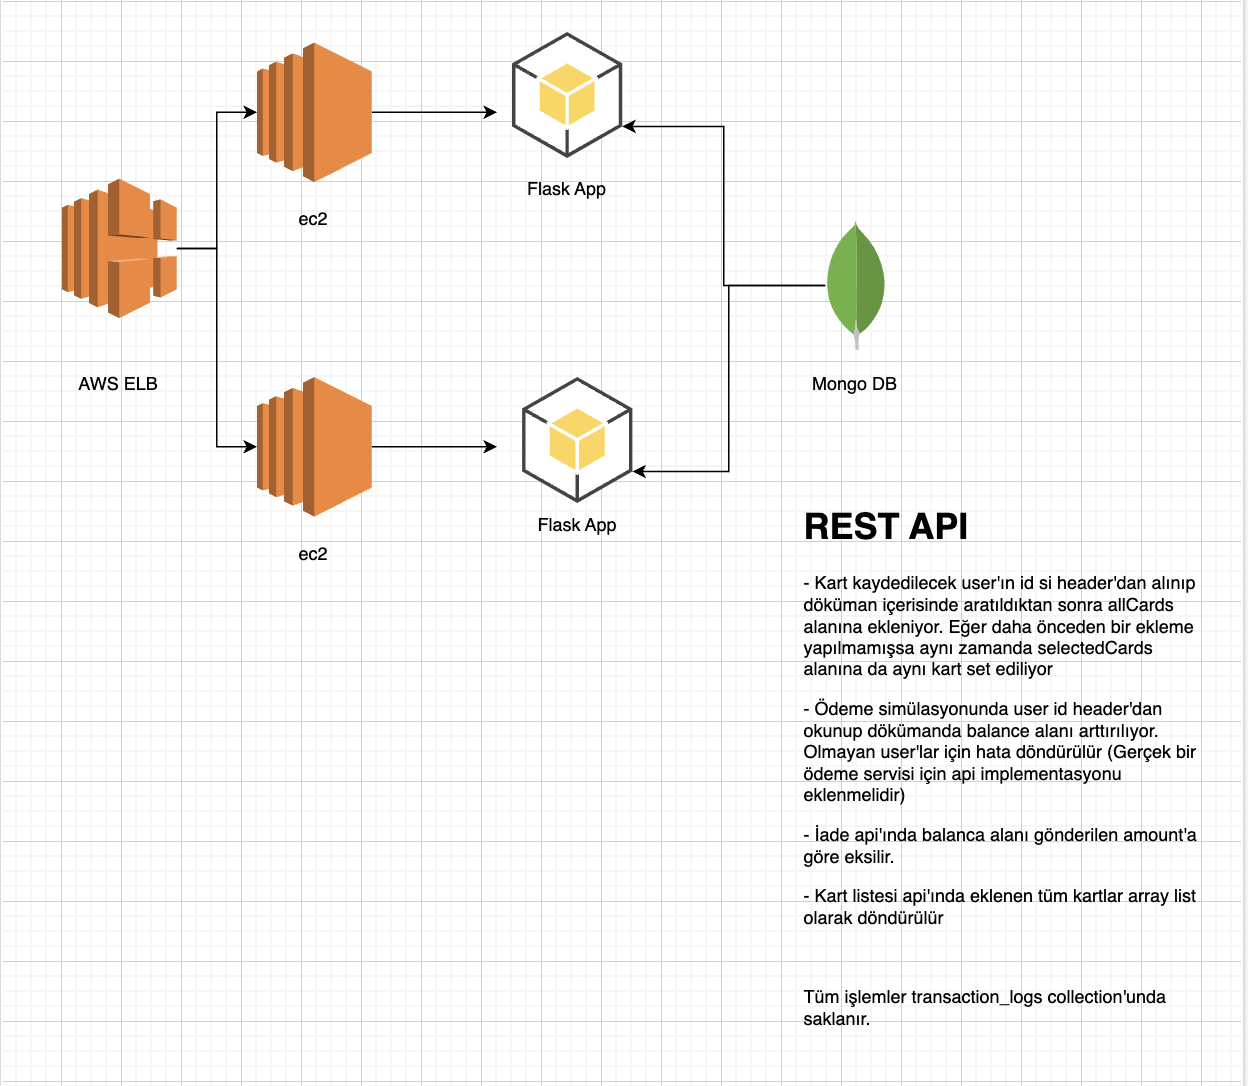 Flask App
ec2
AWS ELB
Mongo DB
Flask App
ec2
REST API
- Kart kaydedilecek user'ın id si header'dan alınıp
döküman içerisinde aratıldıktan sonra allCards
alanına ekleniyor. Eğer daha önceden bir ekleme
yapılmamışsa aynı zamanda selectedCards
alanına da aynı kart set ediliyor
- Ödeme simülasyonunda user id header'dan
okunup dökümanda balance alanı arttırılıyor.
Olmayan user'lar için hata döndürülür (Gerçek bir
ödeme servisi için api implementasyonu
eklenmelidir)
- İade api'ında balanca alanı gönderilen amount'a
göre eksilir.
- Kart listesi api'ında eklenen tüm kartlar array list
olarak döndürülür
Tüm işlemler transaction_logs collection'unda
saklanır.